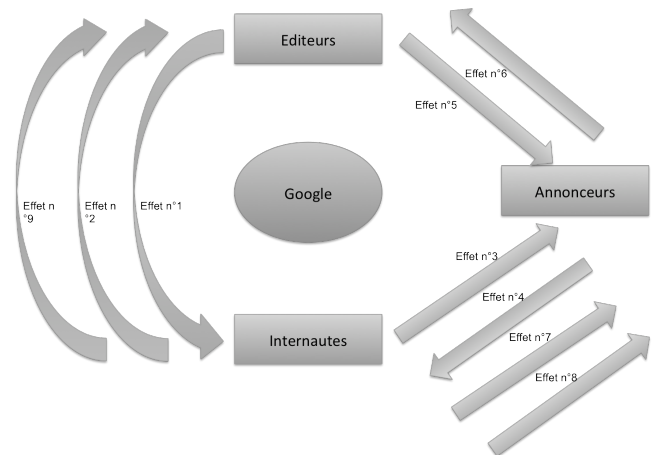 Editeurs
Effet n°6
Effet n°5
Google
Annonceurs
Effet n
°9
Effet n
°2
Effet n°1
Effet n°3
Effet n°4
Internautes
Effet n°7
Effet n°8